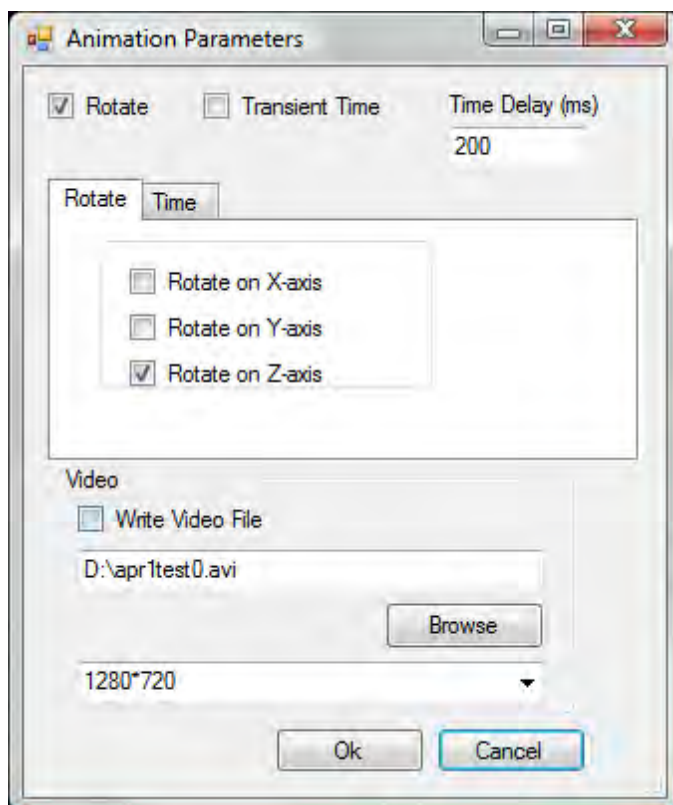 Animation Parameters
Rotate Transient Time Time Delay (ms)
200
Rotate Time
Rotate on X-axis
Rotate on Y-axis
Rotate on Z-axis
Video
Write Video File
D:\apr1test0.avi
Browse
1280*720
Ok Cancel